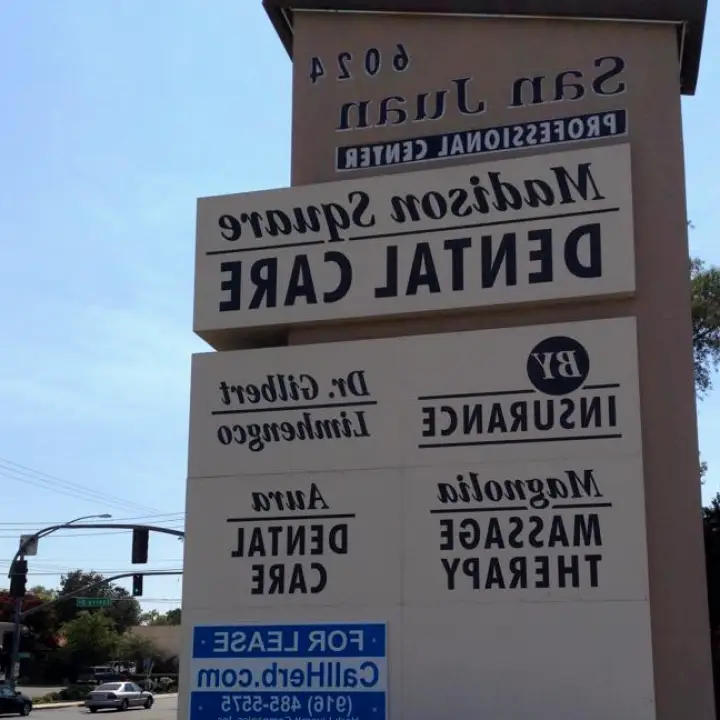 6024
San Juan
PROFESSIONAL CENTER
Madison Square
DENTAL CARE
BY
INSURANCE
Dr. Gilbert
Limhengco
Magnolia
MASSAGE
THERAPY
Aura
DENTAL
CARE
FOR LEASE
CallHerb.com
(916) 485-5575